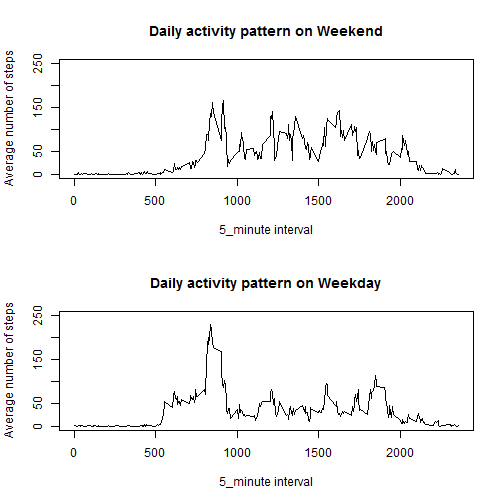 Daily activity pattern on Weekend
Average number of steps
250
150
50
0
0 500 1000 1500 2000
5_minute interval
Daily activity pattern on Weekday
Average number of steps
250
150
50
0
0 500 1000 1500 2000
5_minute interval